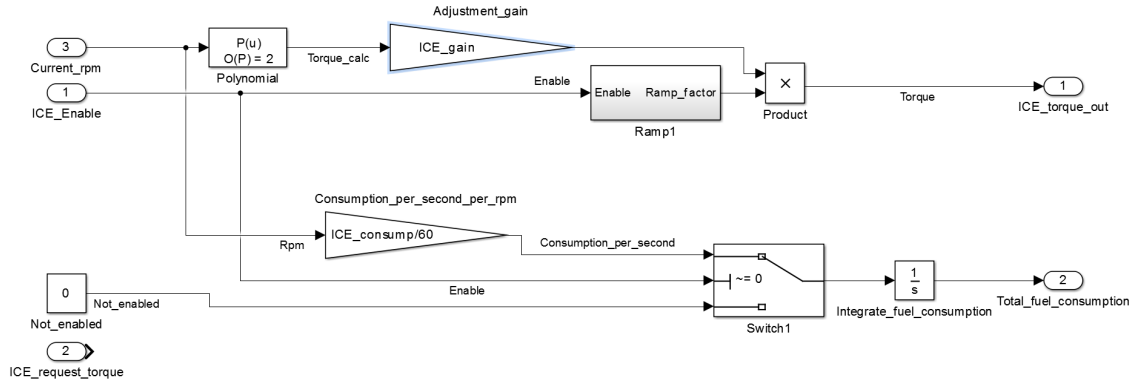 Adjustment_gain
3
P(u)
O(P) = 2
ICE_gain
Current_rpm
Polynomial
Torque_calc
1
ICE_Enable
Enable
Enable
Ramp_factor
Ramp1
×
Product
Torque
1
ICE_torque_out
Consumption_per_second_per_rpm
Rpm
ICE_consump/60
Consumption_per_second
Enable
~= 0
Switch1
0
Not_enabled
Not_enabled
1
s
Integrate_fuel_consumption
2
Total_fuel_consumption
2
ICE_request_torque